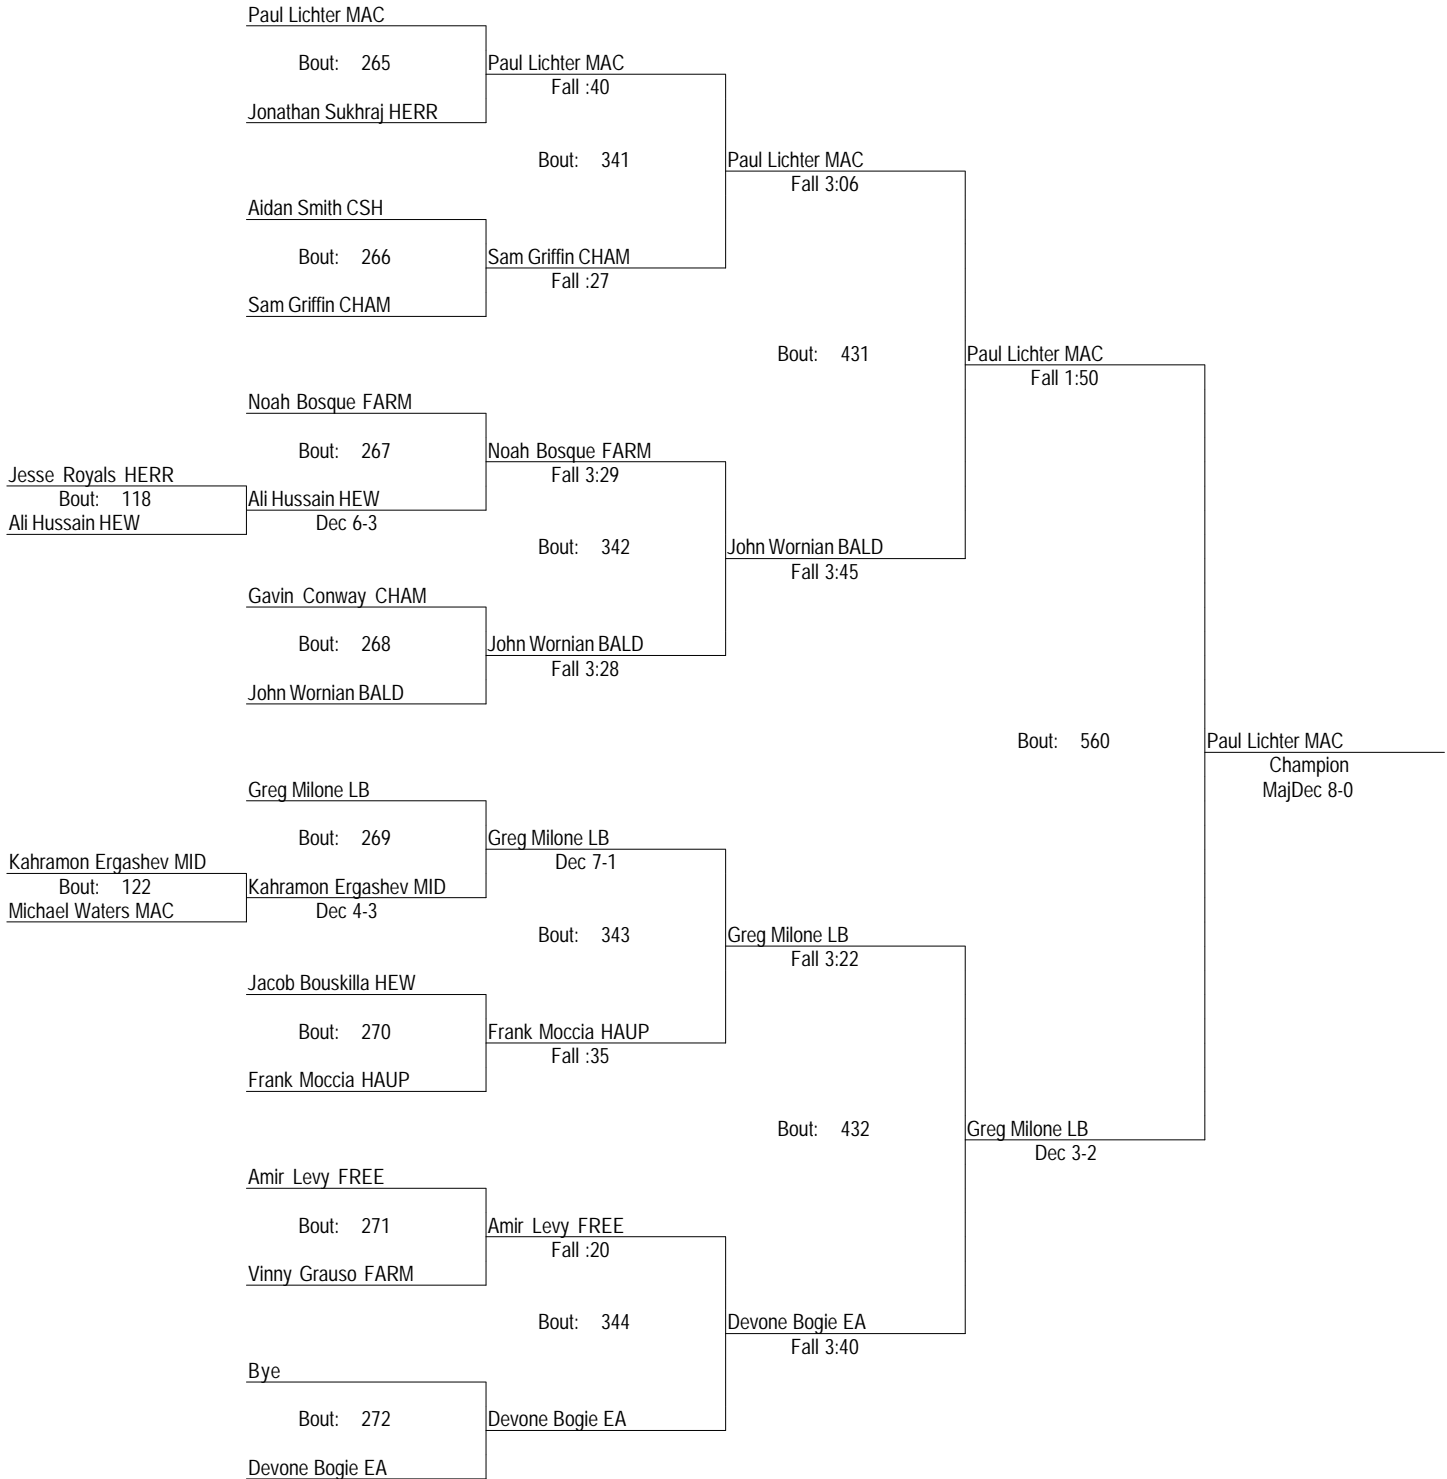 Paul Lichter MAC
Bout: 265
Paul Lichter MAC
Fall :40
Jonathan Sukhraj HERR
Bout: 341
Paul Lichter MAC
Fall 3:06
Aidan Smith CSH
Bout: 266
Sam Griffin CHAM
Fall :27
Sam Griffin CHAM
Bout: 431
Paul Lichter MAC
Fall 1:50
Noah Bosque FARM
Bout: 267
Noah Bosque FARM
Fall 3:29
Jesse Royals HERR
Bout: 118
Ali Hussain HEW
Ali Hussain HEW
Dec 6-3
Bout: 342
John Wornian BALD
Fall 3:45
Gavin Conway CHAM
Bout: 268
John Wornian BALD
Fall 3:28
John Wornian BALD
Bout: 560
Paul Lichter MAC
Champion
MajDec 8-0
Greg Milone LB
Bout: 269
Greg Milone LB
Dec 7-1
Kahramon Ergashev MID
Bout: 122
Kahramon Ergashev MID
Michael Waters MAC
Dec 4-3
Bout: 343
Greg Milone LB
Fall 3:22
Jacob Bouskilla HEW
Bout: 270
Frank Moccia HAUP
Fall :35
Frank Moccia HAUP
Bout: 432
Greg Milone LB
Dec 3-2
Amir Levy FREE
Bout: 271
Amir Levy FREE
Fall :20
Vinny Grauso FARM
Bout: 344
Devone Bogie EA
Fall 3:40
Bye
Bout: 272
Devone Bogie EA
Devone Bogie EA